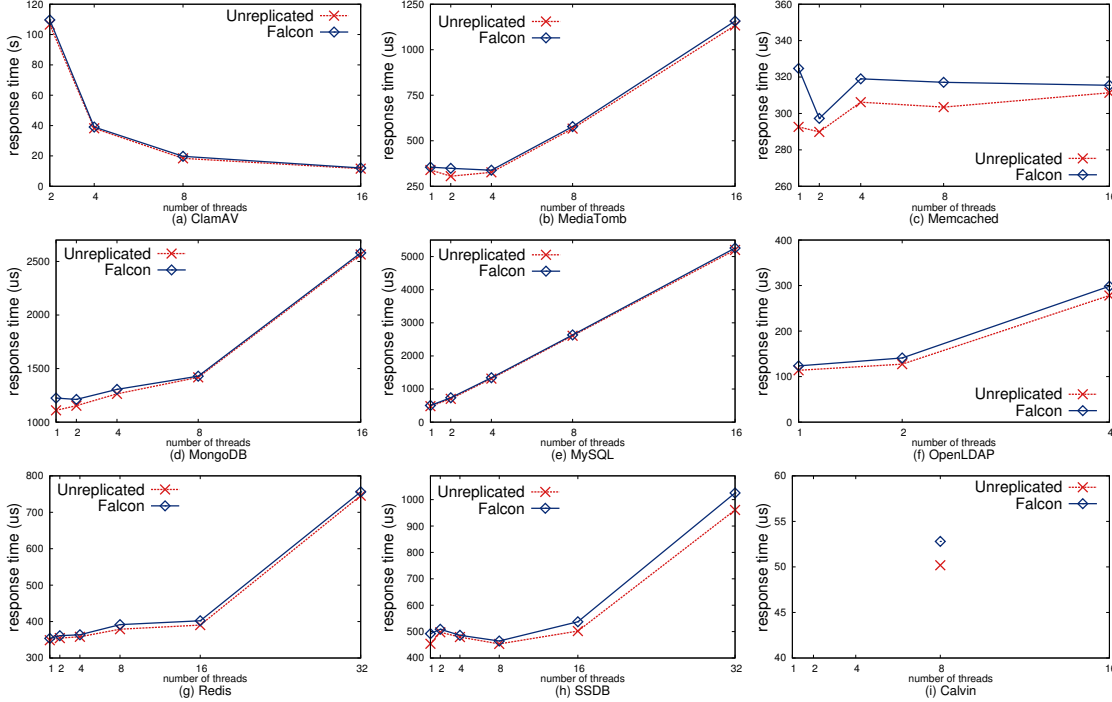 response time (s)
120
100
80
60
40
20
0
Unreplicated
Falcon
2 4 8 16
number of threads
(a) ClamAV
response time (us)
1250
1000
750
500
250
Unreplicated
Falcon
1 2 4 8 16
number of threads
(b) MediaTomb
response time (us)
360
340
320
300
280
260
Unreplicated
Falcon
1 2 4 8 16
number of threads
(c) Memcached
response time (us)
2500
2000
1500
1000
Unreplicated
Falcon
1 2 4 8 16
number of threads
(d) MongoDB
response time (us)
5000
4000
3000
2000
1000
0
Unreplicated
Falcon
1 2 4 8 16
number of threads
(e) MySQL
response time (us)
400
300
200
100
0
Unreplicated
Falcon
1 2 4
number of threads
(f) OpenLDAP
response time (us)
800
700
600
500
400
300
Unreplicated
Falcon
1 2 4 8 16 32
number of threads
(g) Redis
response time (us)
1000
900
800
700
600
500
400
Unreplicated
Falcon
1 2 4 8 16 32
number of threads
(h) SSDB
response time (us)
60
55
50
45
40
Unreplicated
Falcon
1 2 4 8 16
number of threads
(i) Calvin